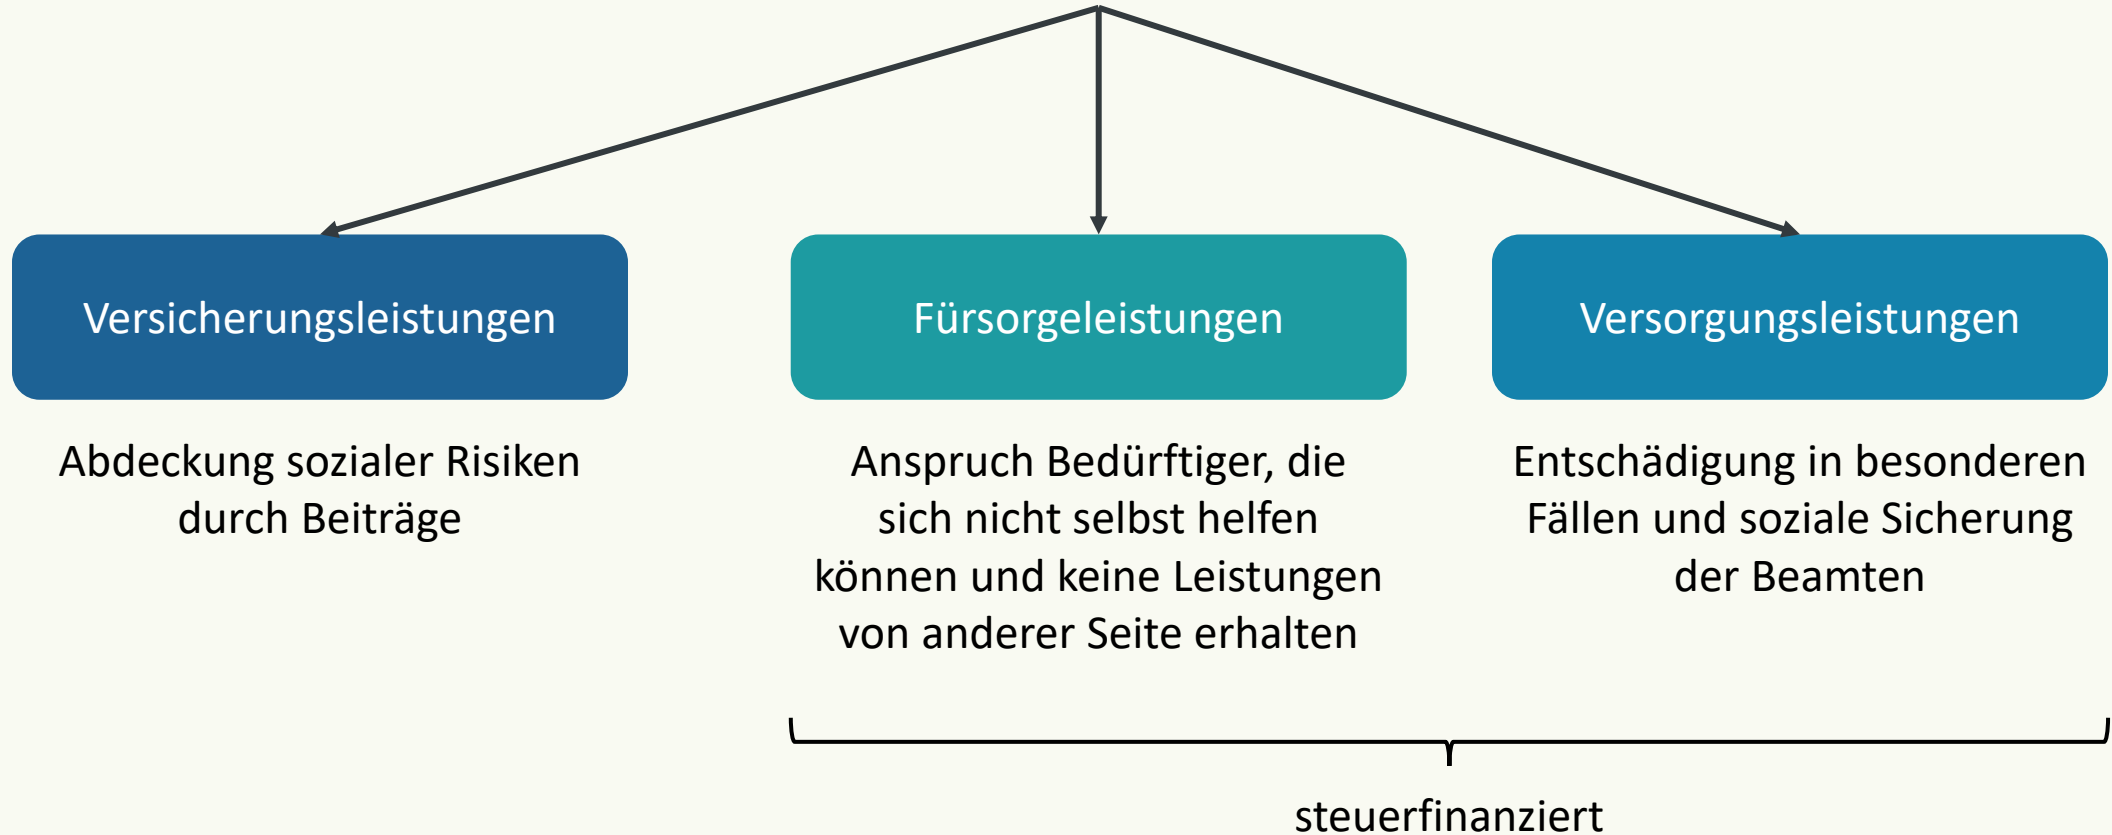 Versicherungsleistungen
Abdeckung sozialer Risiken
durch Beiträge
Fürsorgeleistungen
Anspruch Bedürftiger, die
sich nicht selbst helfen
können und keine Leistungen
von anderer Seite erhalten
Versorgungsleistungen
Entschädigung in besonderen
Fällen und soziale Sicherung
der Beamten
steuerfinanziert